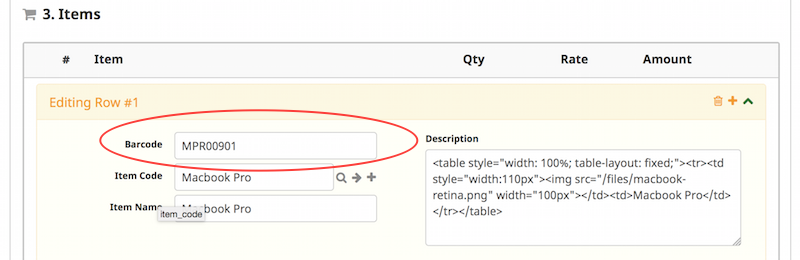 3. Items
# Item Qty Rate Amount
Editing Row #1
Barcode MPR00901
Item Code Macbook Pro
Item Name Macbook Pro
item_code
Description
<table style="width: 100%; table-layout: fixed;"><tr><td
style="width:110px"><img src="/files/macbook-
retina.png" width="100px"></td><td>Macbook Pro</td>
</tr></table>